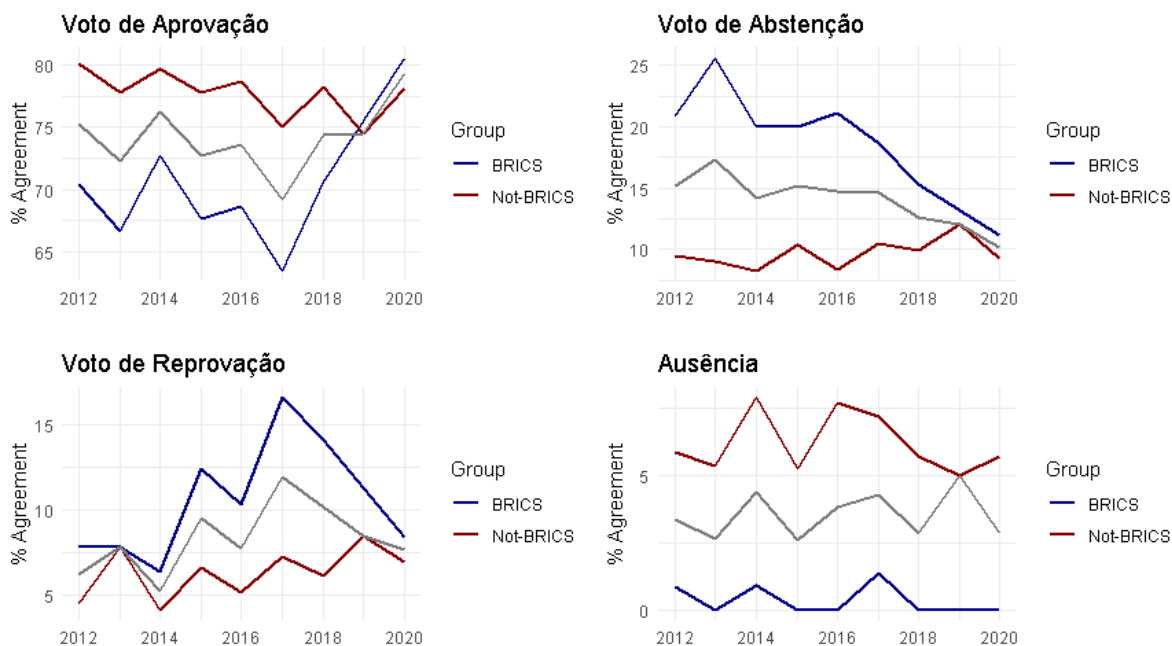 Voto de Aprovação
% Agreement
80
75
70
65
2012 2014 2016 2018 2020
Group
BRICS
Not-BRICS
Voto de Abstenção
% Agreement
25
20
15
10
2012 2014 2016 2018 2020
Group
BRICS
Not-BRICS
Voto de Reprovação
% Agreement
15
10
5
2012 2014 2016 2018 2020
Group
BRICS
Not-BRICS
Ausência
% Agreement
5
0
2012 2014 2016 2018 2020
Group
BRICS
Not-BRICS